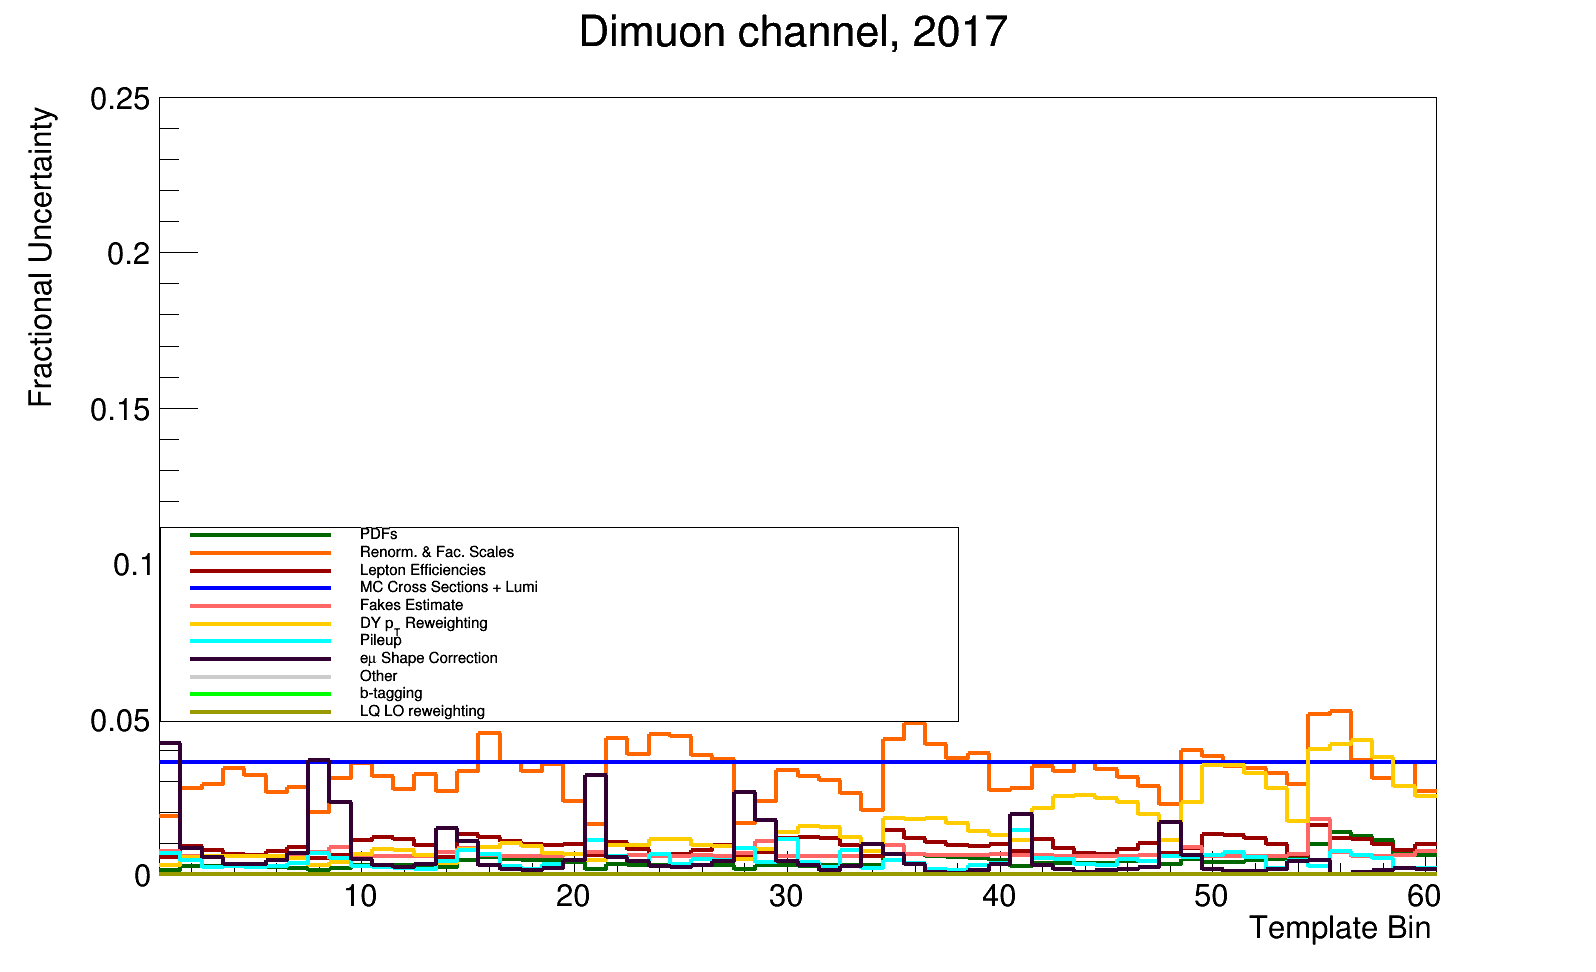 Dimuon channel, 2017
Fractional Uncertainty
0.25
0.2
0.15
0.1
0.05
0
PDFs
Renorm. & Fac. Scales
Lepton Efficiencies
MC Cross Sections + Lumi
Fakes Estimate
DY pT Reweighting
Pileup
eμ Shape Correction
Other
b-tagging
LQ LO reweighting
10 20 30 40 50 60
Template Bin